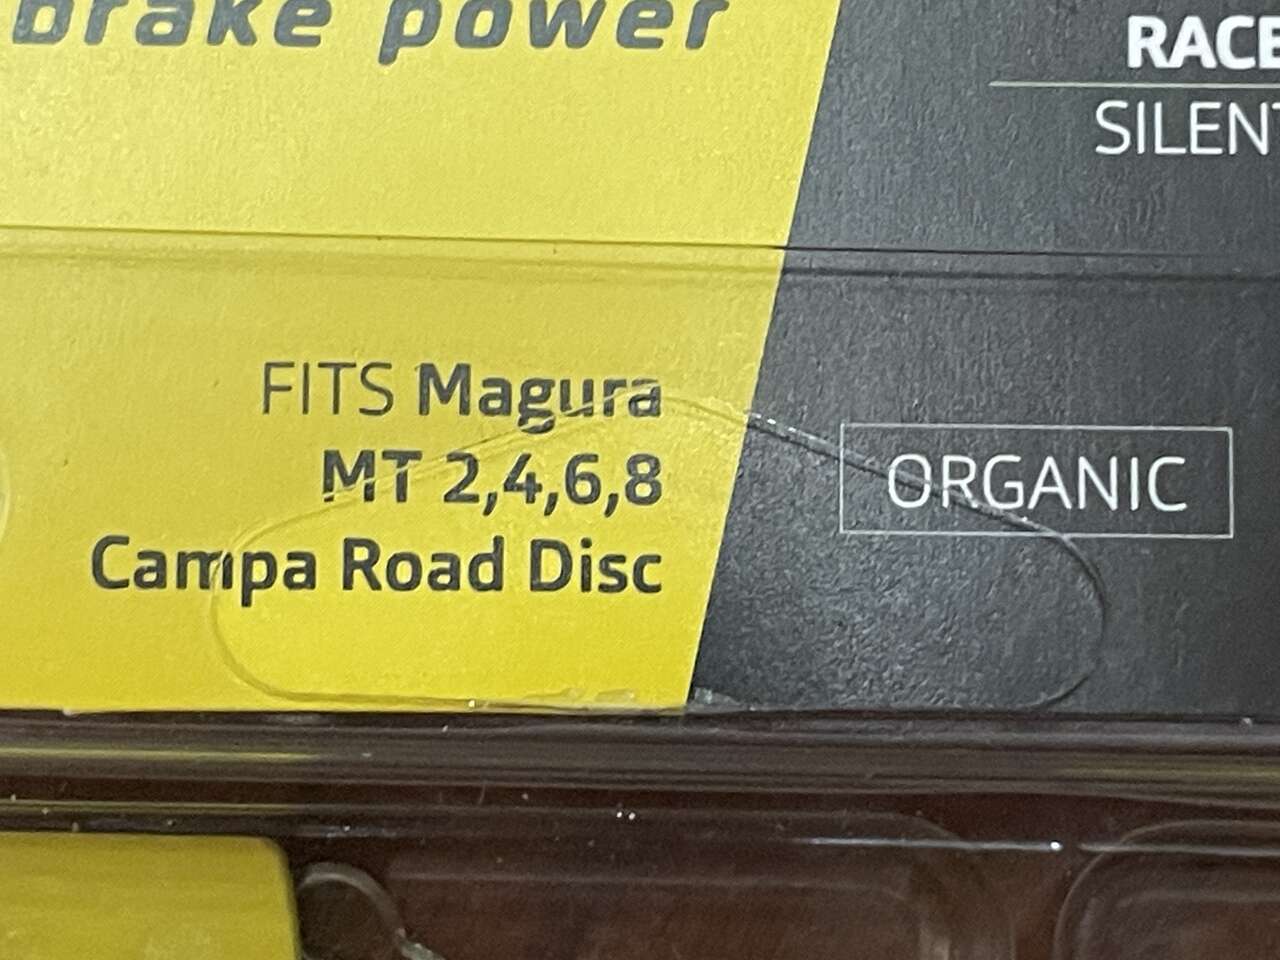 brake power
RACE
SILENT
FITS Magura
MT 2,4,6,8
Campa Road Disc
ORGANIC